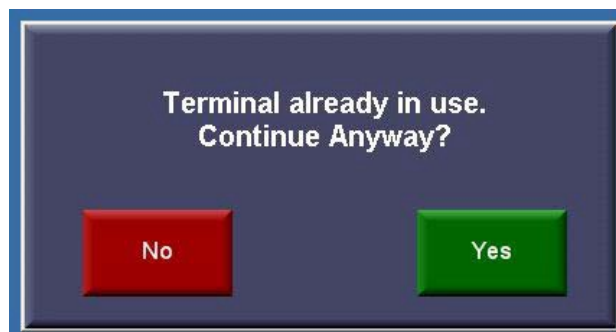 Terminal already in use.
Continue Anyway?
No
Yes